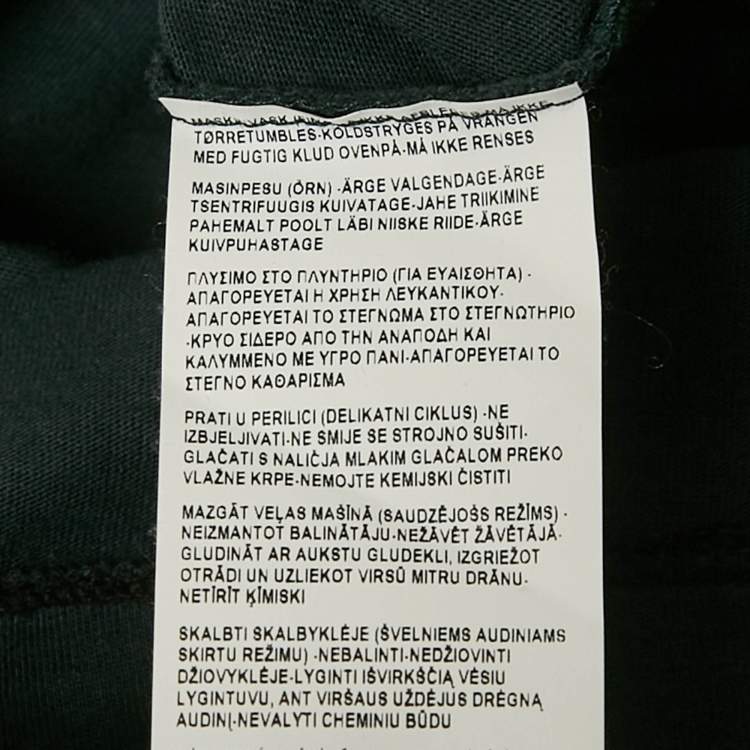 TØRRETUMBLES-KOLDSTRYGES PÅ VRANGEN
MED FUGTIG KLUD OVENPÅ-MÅ IKKE RENSES
MASINPESU (ÕRN) -ÄRGE VALGENDAGE-ÄRGE
TSENTRIFUUGIS KUIVATAGE-JAHE TRIIKIMINE
PAHEMALT POOLT LÄBI NIISKE RIIDE-ÄRGE
KUIVPUHASTAGE
ΠΛΥΣΙΜΟ ΣΤΟ ΠΛΥΝΤΗΡΙΟ (ΓΙΑ ΕΥΑΙΣΘΗΤΑ) -
ΑΠΑΓΟΡΕΥΕΤΑΙ Η ΧΡΗΣΗ ΛΕΥΚΑΝΤΙΚΟΥ-
ΑΠΑΓΟΡΕΥΕΤΑΙ ΤΟ ΣΤΕΓΝΩΜΑ ΣΤΟ ΣΤΕΓΝΩΤΗΡΙΟ
-ΚΡΥΟ ΣΙΔΕΡΟ ΑΠΟ ΤΗΝ ΑΝΑΠΟΔΗ ΚΑΙ
ΚΑΛΥΜΜΕΝΟ ΜΕ ΥΓΡΟ ΠΑΝΙ-ΑΠΑΓΟΡΕΥΕΤΑΙ ΤΟ
ΣΤΕΓΝΟ ΚΑΘΑΡΙΣΜΑ
PRATI U PERILICI (DELIKATNI CIKLUS) -NE
IZBJELJIVATI-NE SMIJE SE STROJNO SUŠITI-
GLAČATI S NALIČJA MLAKIM GLAČALOM PREKO
VLAŽNE KRPE-NEMOJTE KEMIJSKI ČISTITI
MAZGĀT VEĻAS MAŠĪNĀ (SAUDZĒJOŠS REŽĪMS) -
NEIZMANTOT BALINĀTĀJU-NEŽĀVĒT ŽĀVĒTĀJĀ-
GLUDINĀT AR AUKSTU GLUDEKLI, IZGRIEŽOT
OTRĀDI UN UZLIEKOT VIRSŪ MITRU DRĀNU-
NETĪRĪT ĶĪMISKI
SKALBTI SKALBYKLĖJE (ŠVELNIEMS AUDINIAMS
SKIRTU REŽIMU) -NEBALINTI-NEDŽIOVINTI
DŽIOVYKLĖJE-LYGINTI IŠVIRKŠČIĄ VĖSIU
LYGINTUVU, ANT VIRŠAUS UŽDĖJUS DRĖGNĄ
AUDINĮ-NEVALYTI CHEMINIU BŪDU